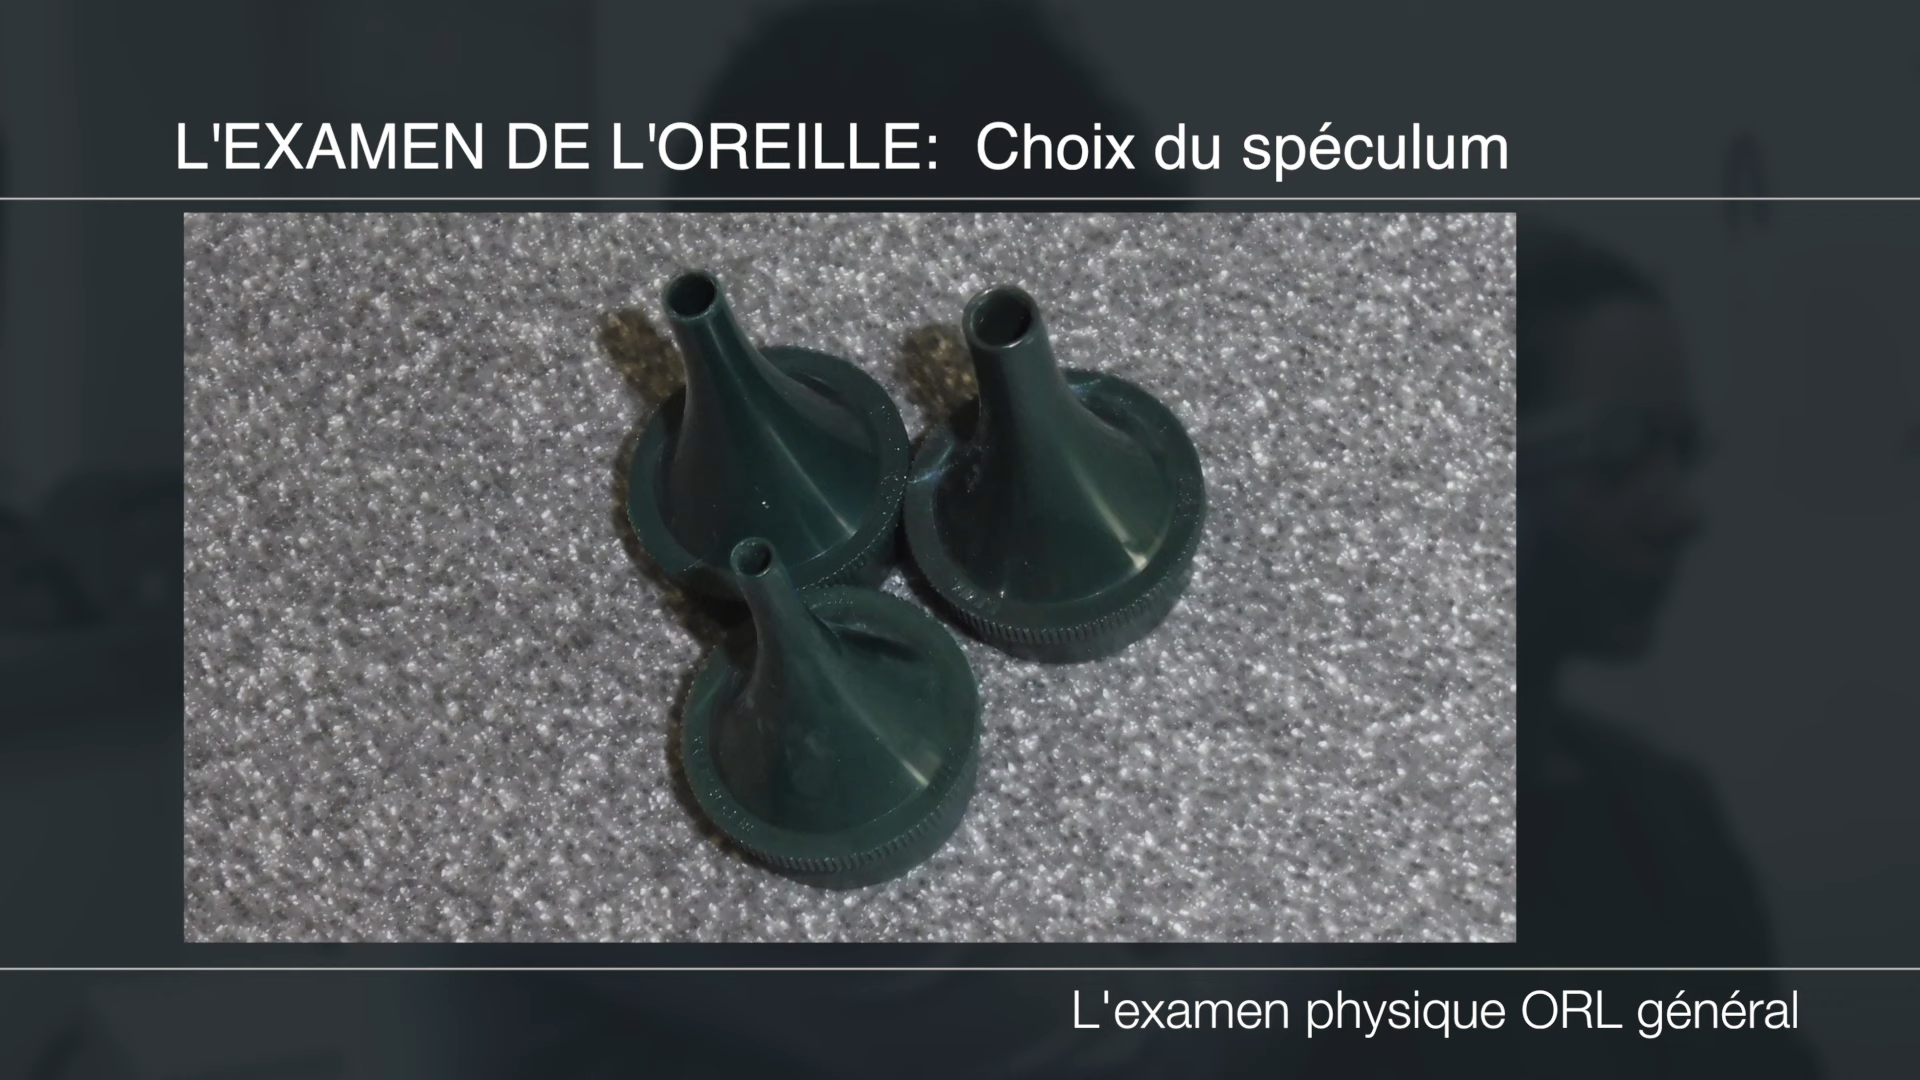 L'EXAMEN DE L'OREILLE: Choix du spéculum
L'examen physique ORL général